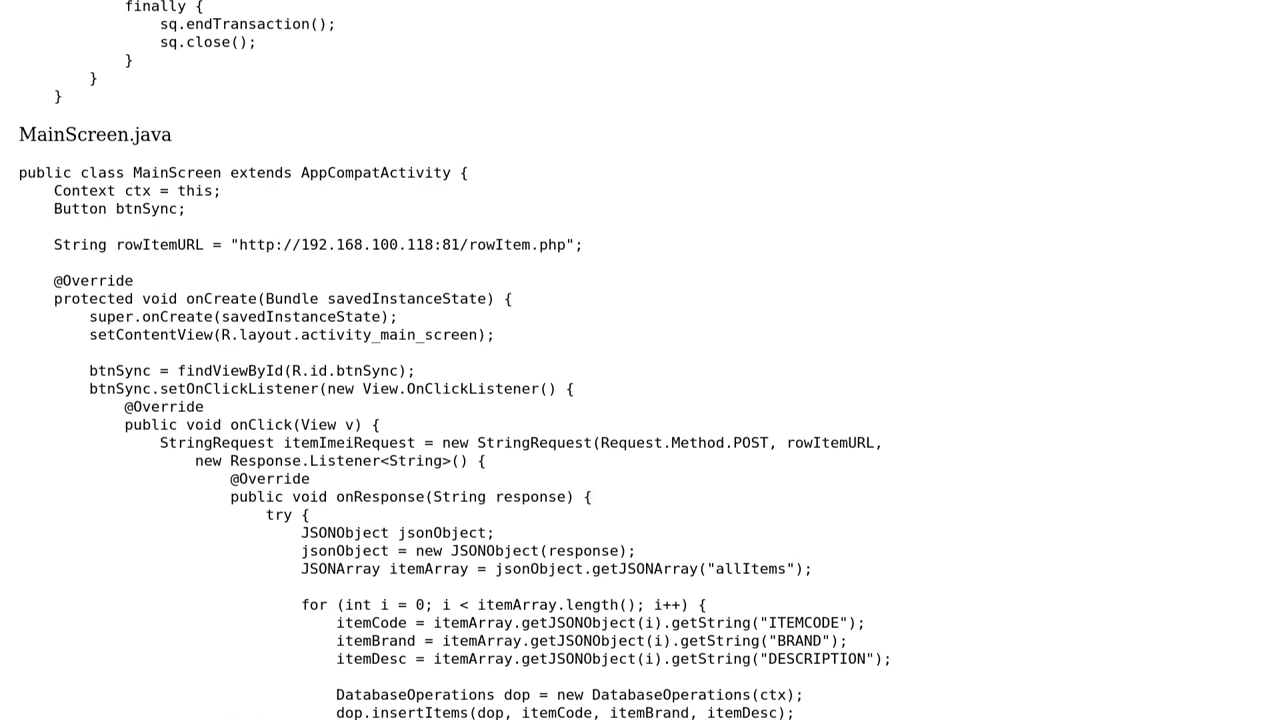 finally {
                sq.endTransaction();
                sq.close();
            }
        }
    }
MainScreen.java
public class MainScreen extends AppCompatActivity {
    Context ctx = this;
    Button btnSync;

    String rowItemURL = "http://192.168.100.118:81/rowItem.php";

    @Override
    protected void onCreate(Bundle savedInstanceState) {
        super.onCreate(savedInstanceState);
        setContentView(R.layout.activity_main_screen);

        btnSync = findViewById(R.id.btnSync);
        btnSync.setOnClickListener(new View.OnClickListener() {
            @Override
            public void onClick(View v) {
                StringRequest itemImeiRequest = new StringRequest(Request.Method.POST, rowItemURL,
                    new Response.Listener<String>() {
                        @Override
                        public void onResponse(String response) {
                            try {
                                JSONObject jsonObject;
                                jsonObject = new JSONObject(response);
                                JSONArray itemArray = jsonObject.getJSONArray("allItems");

                                for (int i = 0; i < itemArray.length(); i++) {
                                    itemCode = itemArray.getJSONObject(i).getString("ITEMCODE");
                                    itemBrand = itemArray.getJSONObject(i).getString("BRAND");
                                    itemDesc = itemArray.getJSONObject(i).getString("DESCRIPTION");

                                    DatabaseOperations dop = new DatabaseOperations(ctx);
                                    dop.insertItems(dop, itemCode, itemBrand, itemDesc);